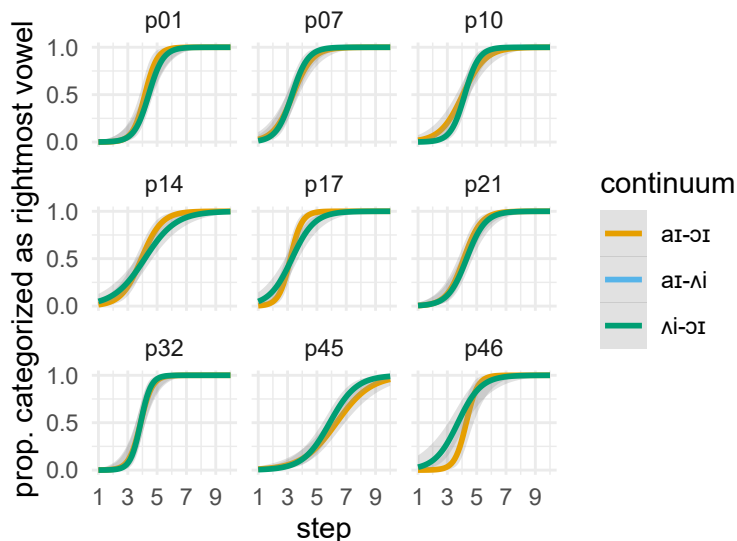 prop. categorized as rightmost vowel
p01 p07 p10
1.0
0.5
0.0
p14 p17 p21
1.0
0.5
0.0
p32 p45 p46
1.0
0.5
0.0
1 3 5 7 9 1 3 5 7 9 1 3 5 7 9
step
continuum
aɪ-ɔɪ
aɪ-ʌi
ʌi-ɔɪ